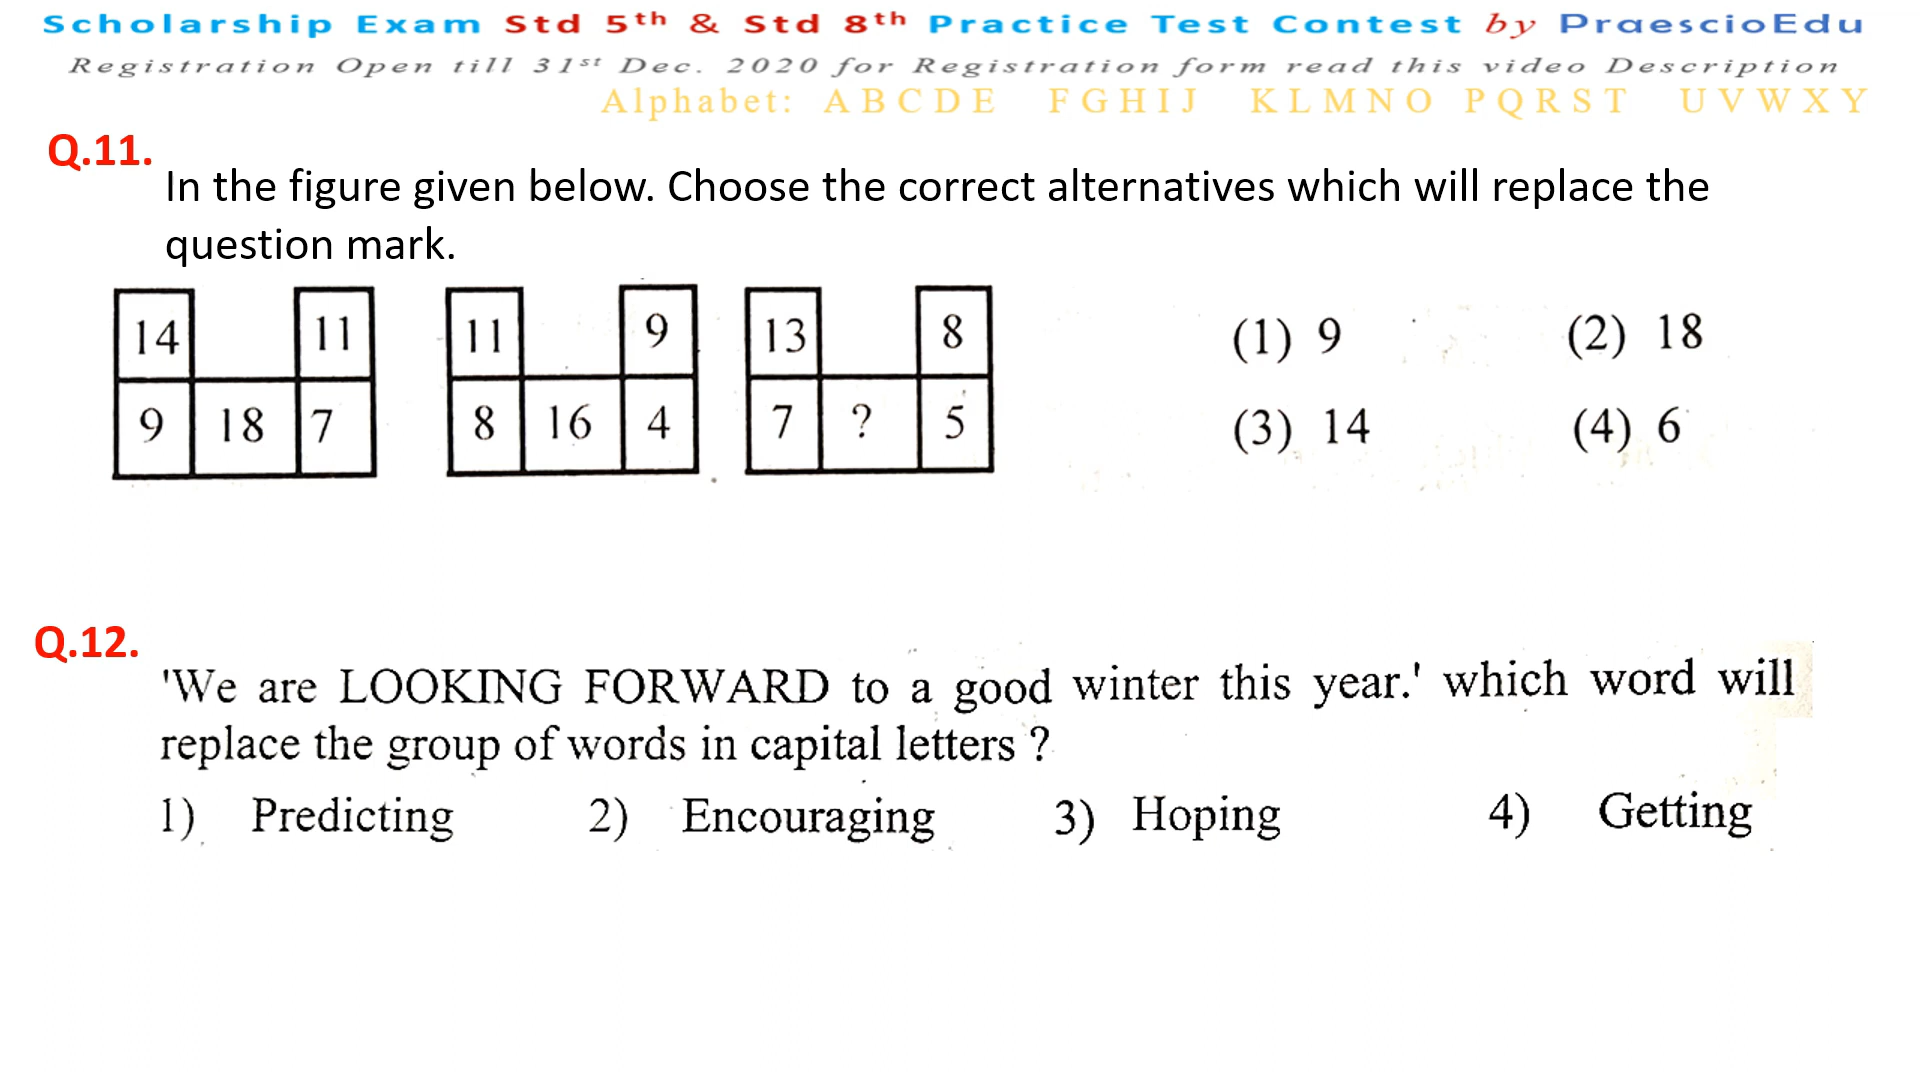 Scholarship Exam Std 5th & Std 8th Practice Test Contest by PraescioEdu
Registration Open till 31st Dec. 2020 for Registration form read this video Description
Alphabet: A B C D E F G H I J K L M N O P Q R S T U V W X Y
Q.11.
In the figure given below. Choose the correct alternatives which will replace the
question mark.
14 11 11 9 13 8 (1) 9 (2) 18
9 18 7 8 16 4 7 ? 5 (3) 14 (4) 6
Q.12.
'We are LOOKING FORWARD to a good winter this year.' which word will
replace the group of words in capital letters ?
1) Predicting 2) Encouraging 3) Hoping 4) Getting